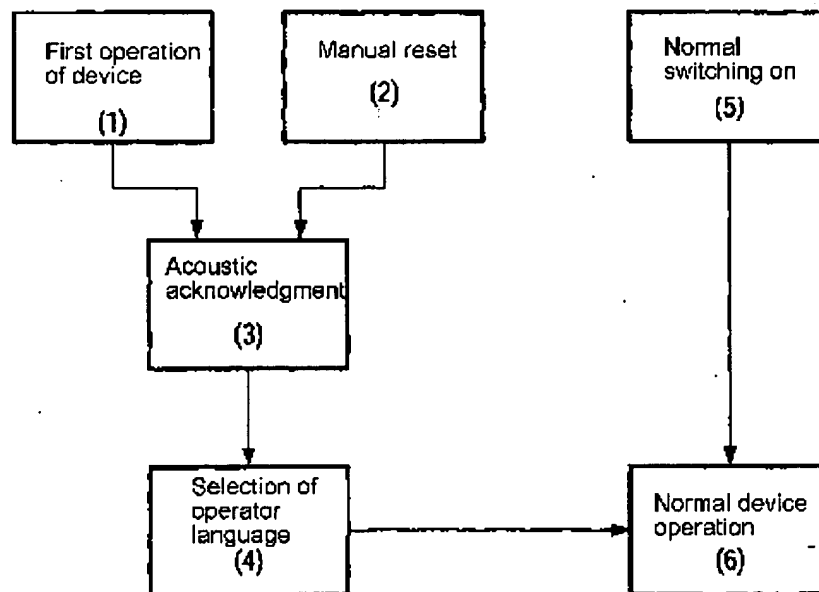 First operation
of device
(1)
Manual reset
(2)
Normal
switching on
(5)
Acoustic
acknowledgment
(3)
Selection of
operator
language
(4)
Normal device
operation
(6)